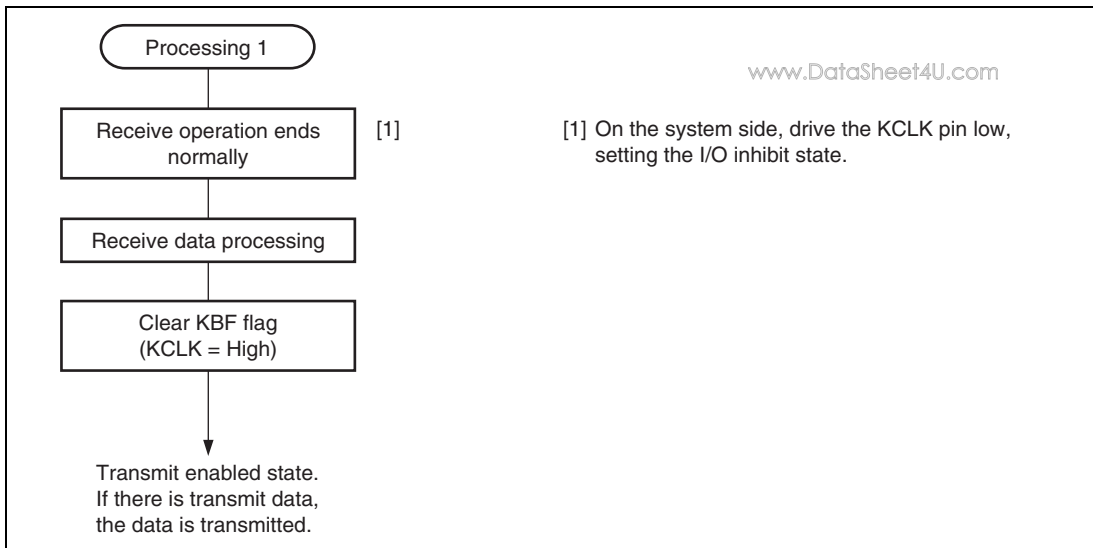 Processing 1
www.DataSheet4U.com
Receive operation ends
normally
[1]
[1] On the system side, drive the KCLK pin low,
setting the I/O inhibit state.
Receive data processing
Clear KBF flag
(KCLK = High)
Transmit enabled state.
If there is transmit data,
the data is transmitted.